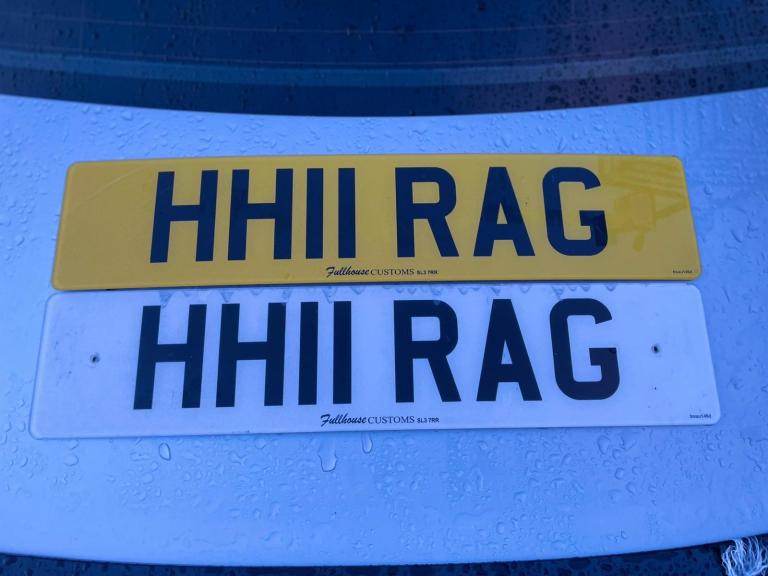 HH11 RAG
Fullhouse CUSTOMS SL3 7RR
HH11 RAG
Fullhouse CUSTOMS SL3 7RR